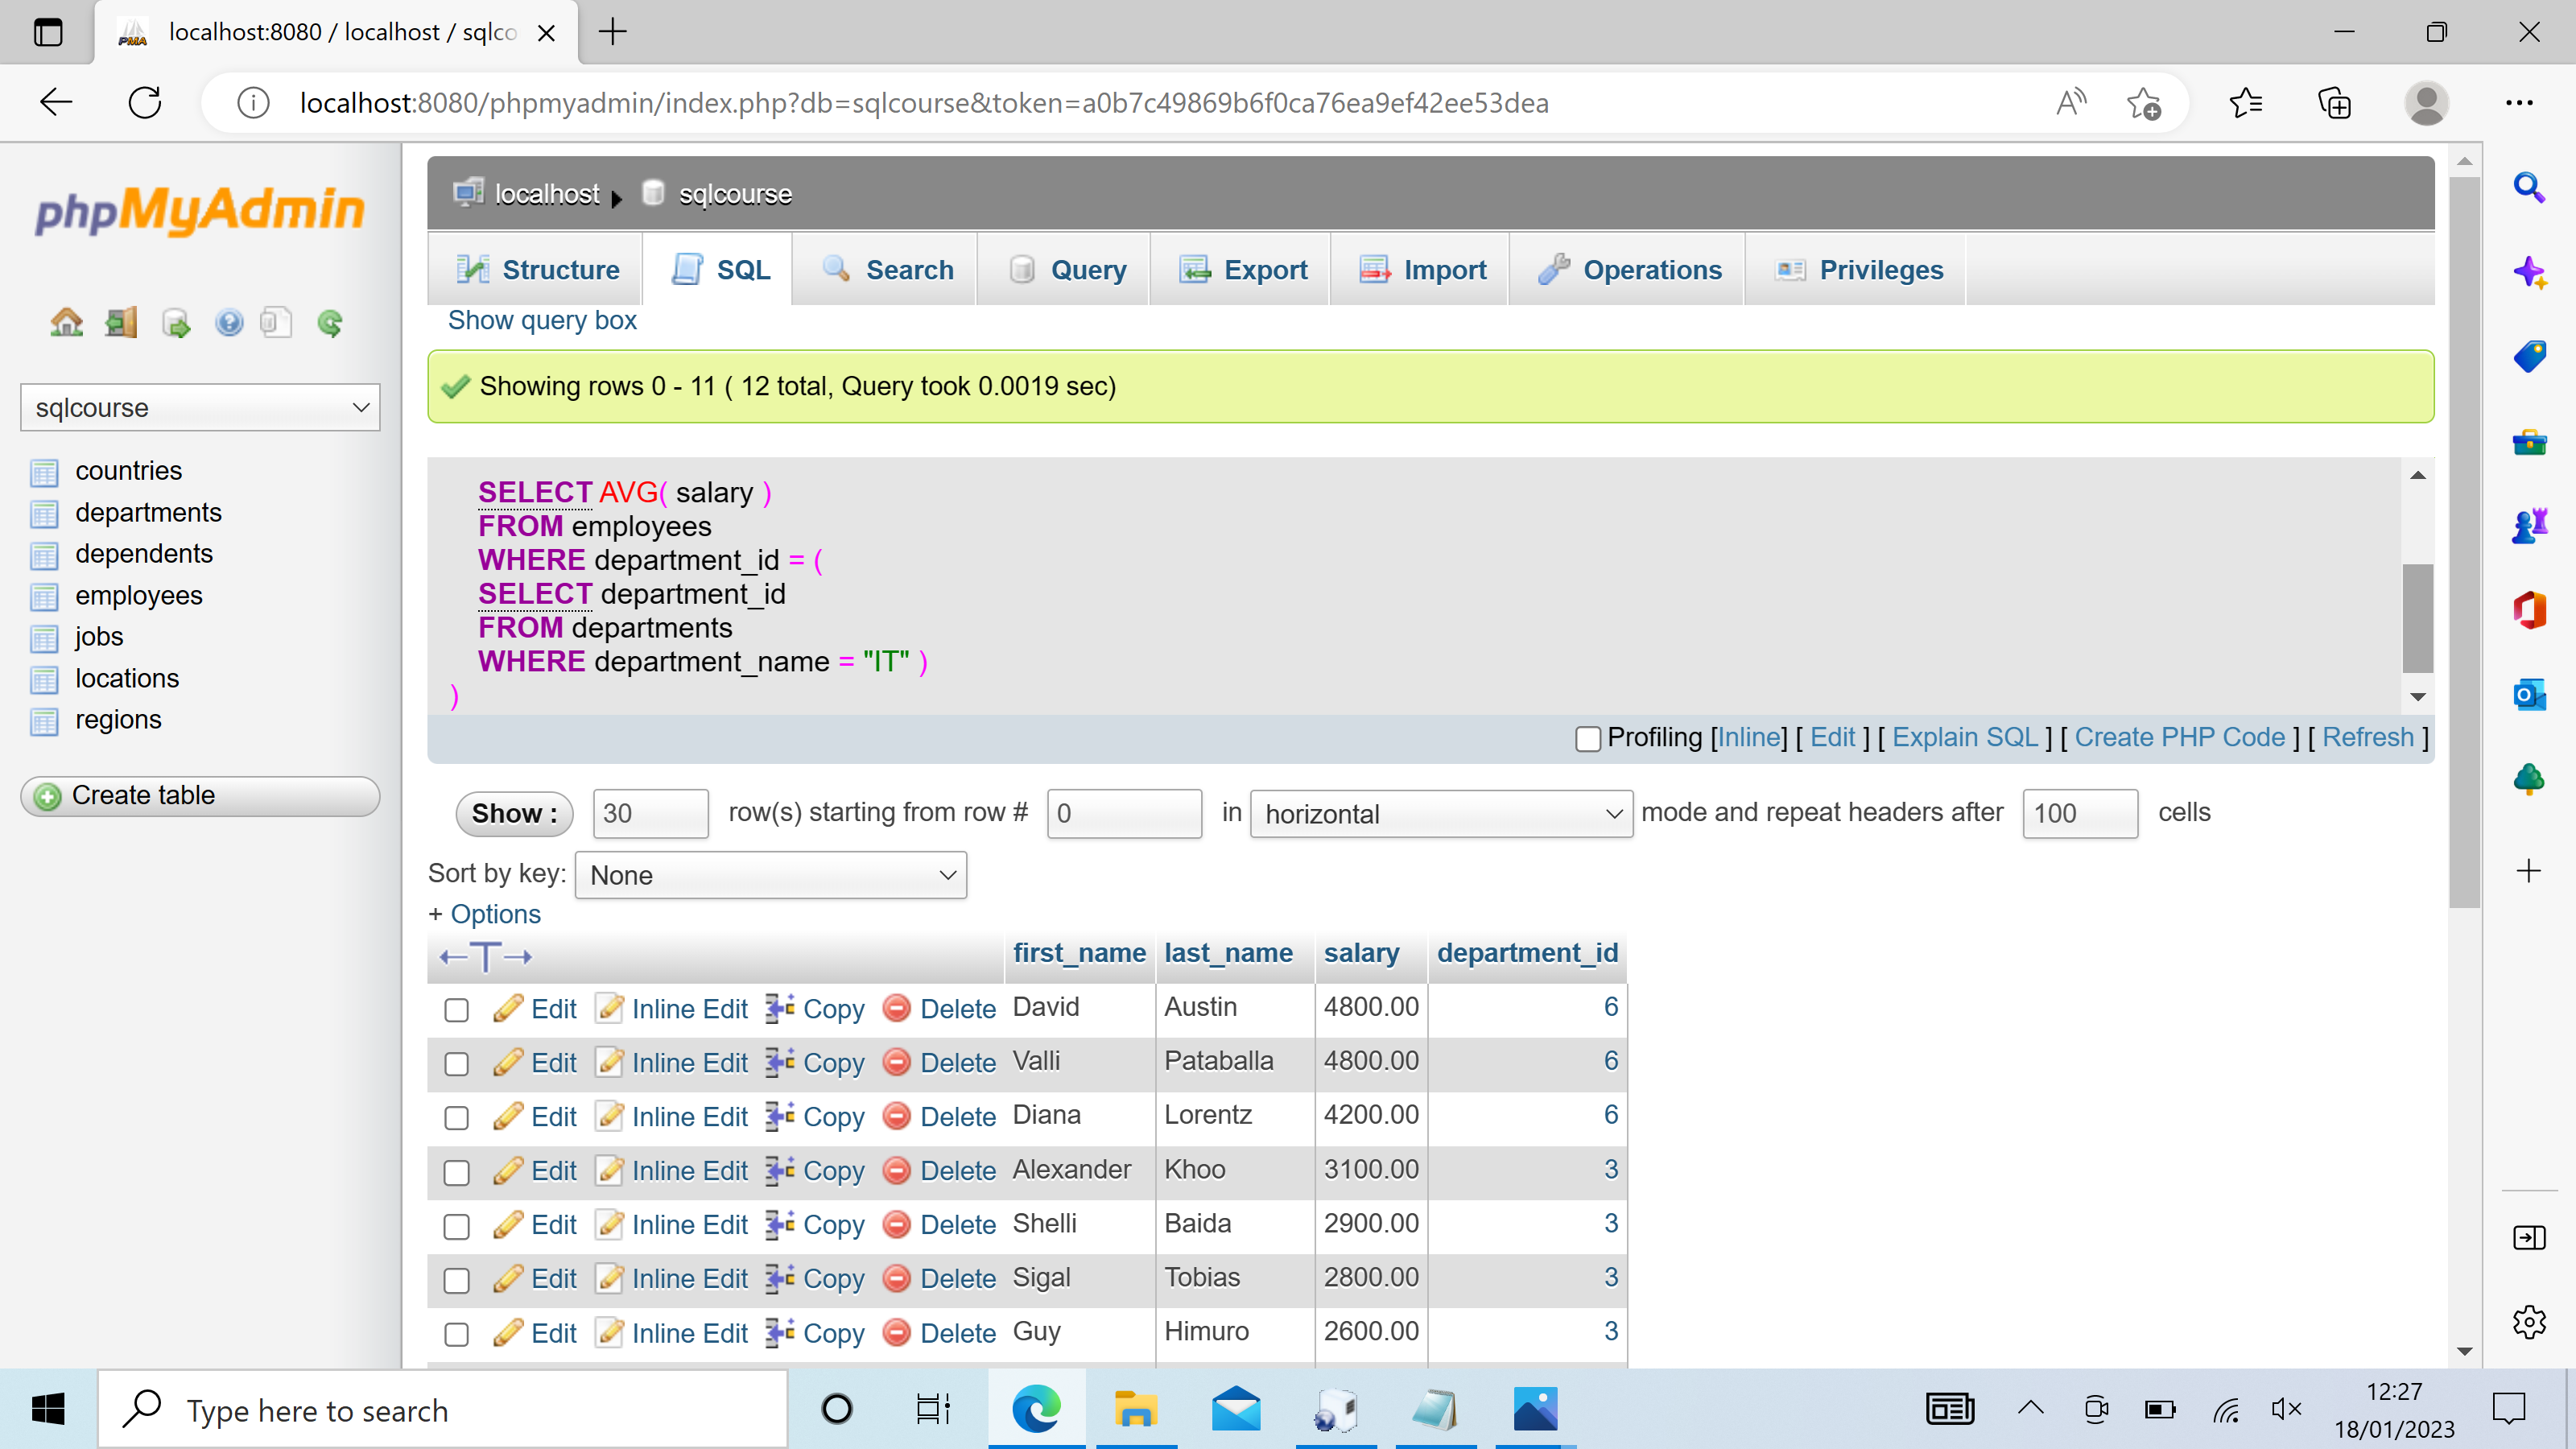 localhost:8080 / localhost / sqlco
localhost:8080/phpmyadmin/index.php?db=sqlcourse&token=a0b7c49869b6f0ca76ea9ef42ee53dea
phpMyAdmin
sqlcourse
countries
departments
dependents
employees
jobs
locations
regions
Create table
localhost sqlcourse
Structure SQL Search Query Export Import Operations Privileges
Show query box
Showing rows 0 - 11 ( 12 total, Query took 0.0019 sec)
SELECT AVG( salary )
FROM employees
WHERE department_id = (
SELECT department_id
FROM departments
WHERE department_name = "IT" )
)
Profiling [Inline] [ Edit ] [ Explain SQL ] [ Create PHP Code ] [ Refresh ]
Show : 30 row(s) starting from row # 0 in horizontal mode and repeat headers after 100 cells
Sort by key: None
+ Options
first_name last_name salary department_id
Edit Inline Edit Copy Delete David Austin 4800.00 6
Edit Inline Edit Copy Delete Valli Pataballa 4800.00 6
Edit Inline Edit Copy Delete Diana Lorentz 4200.00 6
Edit Inline Edit Copy Delete Alexander Khoo 3100.00 3
Edit Inline Edit Copy Delete Shelli Baida 2900.00 3
Edit Inline Edit Copy Delete Sigal Tobias 2800.00 3
Edit Inline Edit Copy Delete Guy Himuro 2600.00 3
Type here to search
12:27
18/01/2023